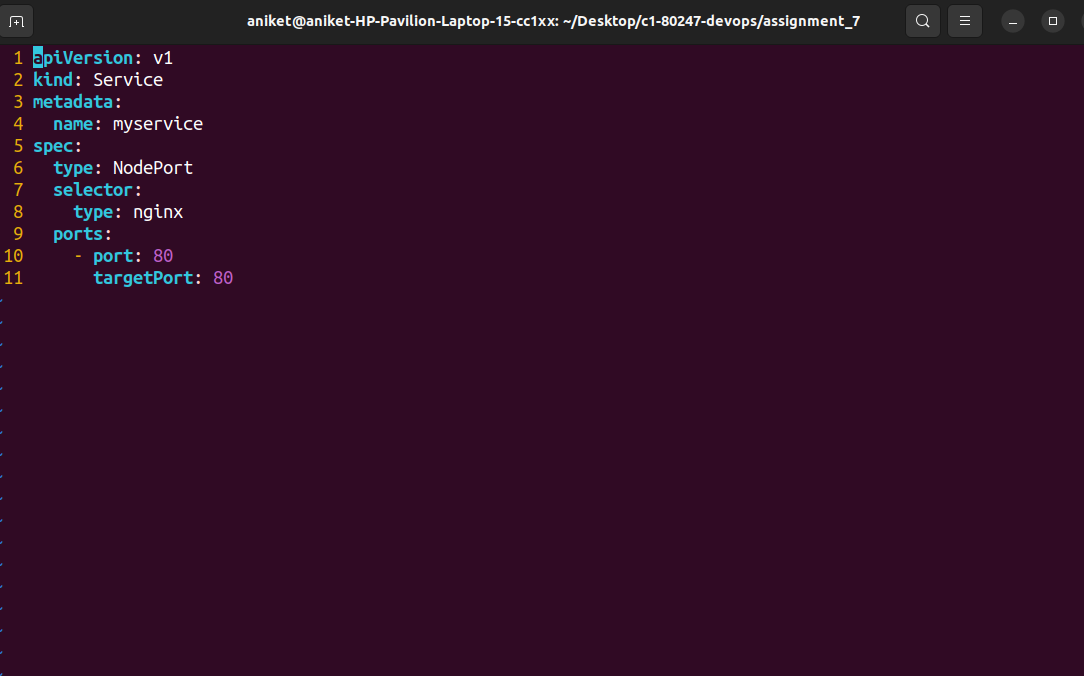 aniket@aniket-HP-Pavilion-Laptop-15-cc1xx: ~/Desktop/c1-80247-devops/assignment_7
1 apiVersion: v1
2 kind: Service
3 metadata:
4   name: myservice
5 spec:
6   type: NodePort
7   selector:
8     type: nginx
9   ports:
10     - port: 80
11       targetPort: 80